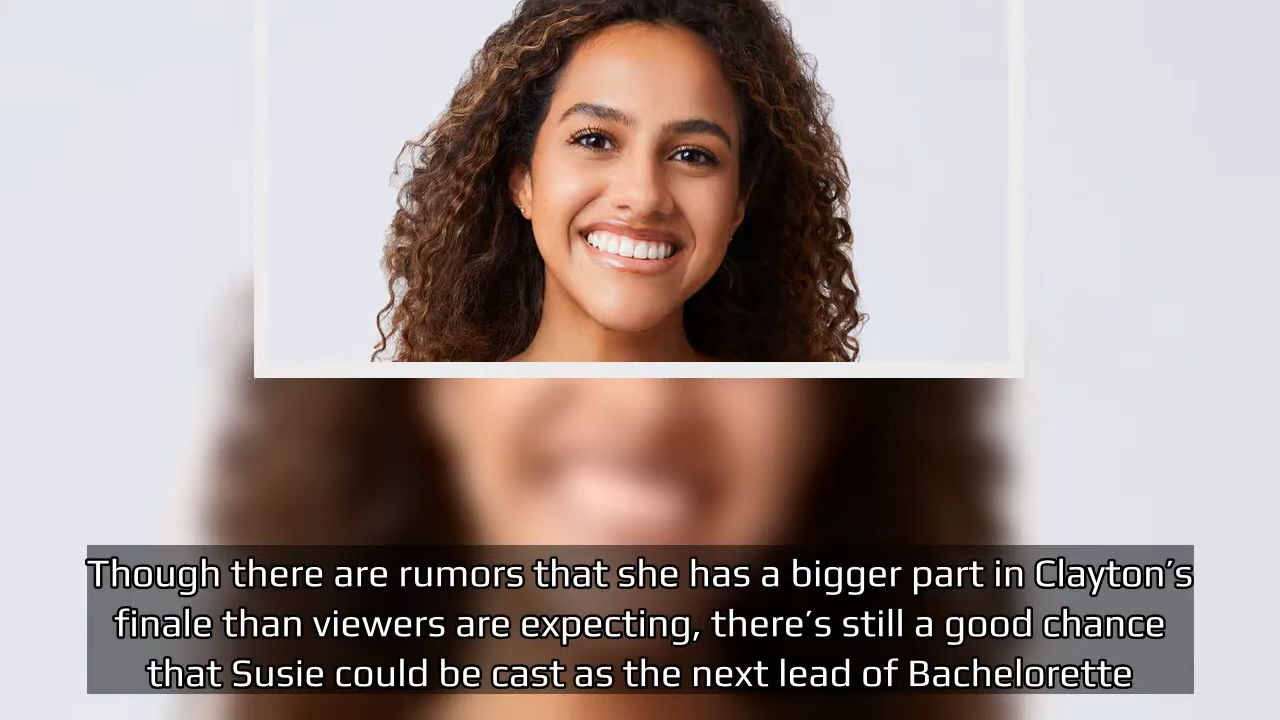 Though there are rumors that she has a bigger part in Clayton’s
finale than viewers are expecting, there’s still a good chance
that Susie could be cast as the next lead of Bachelorette